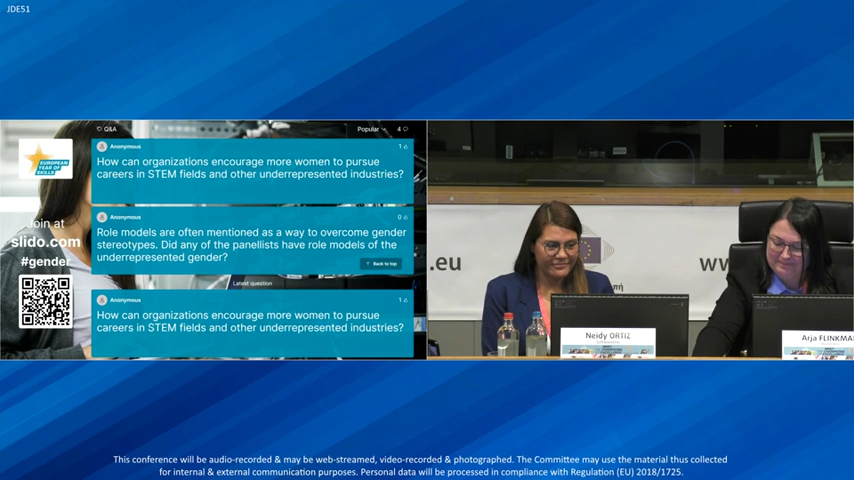 JDE51
Q&A
Popular
4
EUROPEAN
YEAR OF
SKILLS
Join at
slido.com
#gender
Anonymous
1
How can organizations encourage more women to pursue
careers in STEM fields and other underrepresented industries?
Anonymous
0
Role models are often mentioned as a way to overcome gender
stereotypes. Did any of the panellists have role models of the
underrepresented gender?
Back to top
Latest question
Anonymous
1
How can organizations encourage more women to pursue
careers in STEM fields and other underrepresented industries?
.eu
ww
Neidy ORTIZ
Arja FLINKMA
This conference will be audio-recorded & may be web-streamed, video-recorded & photographed. The Committee may use the material thus collected
for internal & external communication purposes. Personal data will be processed in compliance with Regulation (EU) 2018/1725.